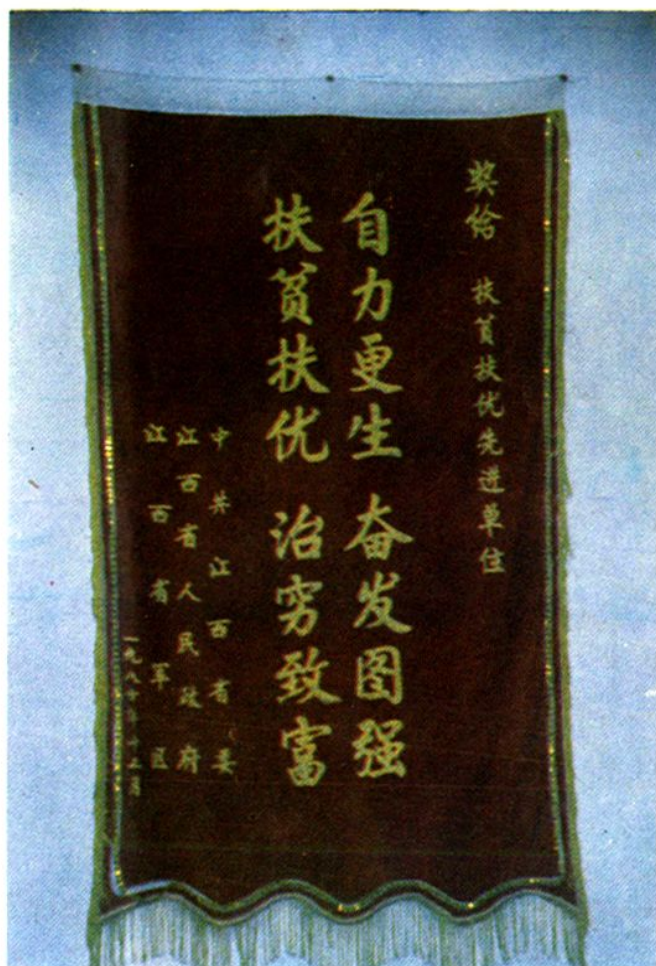 奖给 扶贫扶优先进单位
自力更生 奋发图强
扶贫扶优 治穷致富
中共江西省委
江西省人民政府
江西省军区